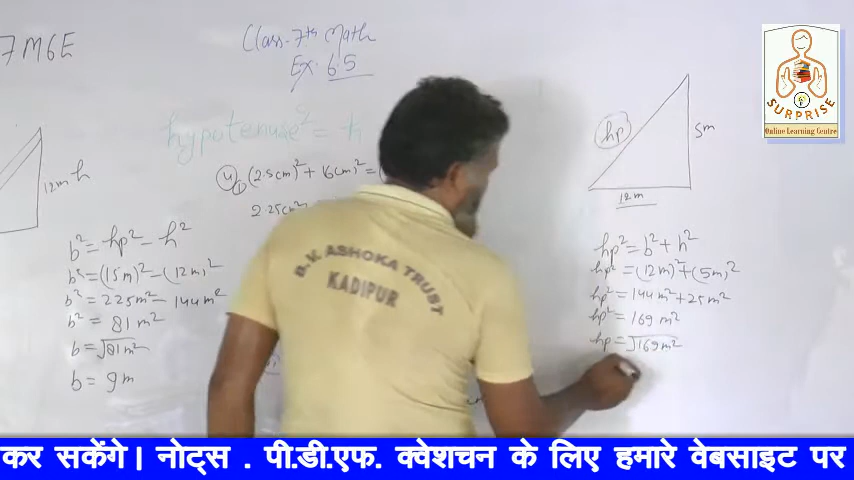 7M6E
Class-7th Math
Ex. 6.5
hypotenuse² = h
4 (2.5cm)² + (6cm)² =
2.25cm²
12m h
b² = hp² - h²
b² = (15m)² - (12m)²
b² = 225m² - 144m²
b² = 81m²
b = √81m²
b = 9m
hp
5m
12m
hp² = b² + h²
hp² = (12m)² + (5m)²
hp² = 144m² + 25m²
hp² = 169m²
hp = √169m²
B.V. ASHOKA TRUST
KADIPUR
SURPRISE
Online Learning Centre
कर सकेंगे। नोट्स . पी.डी.एफ. क्वेशचन के लिए हमारे वेबसाइट पर